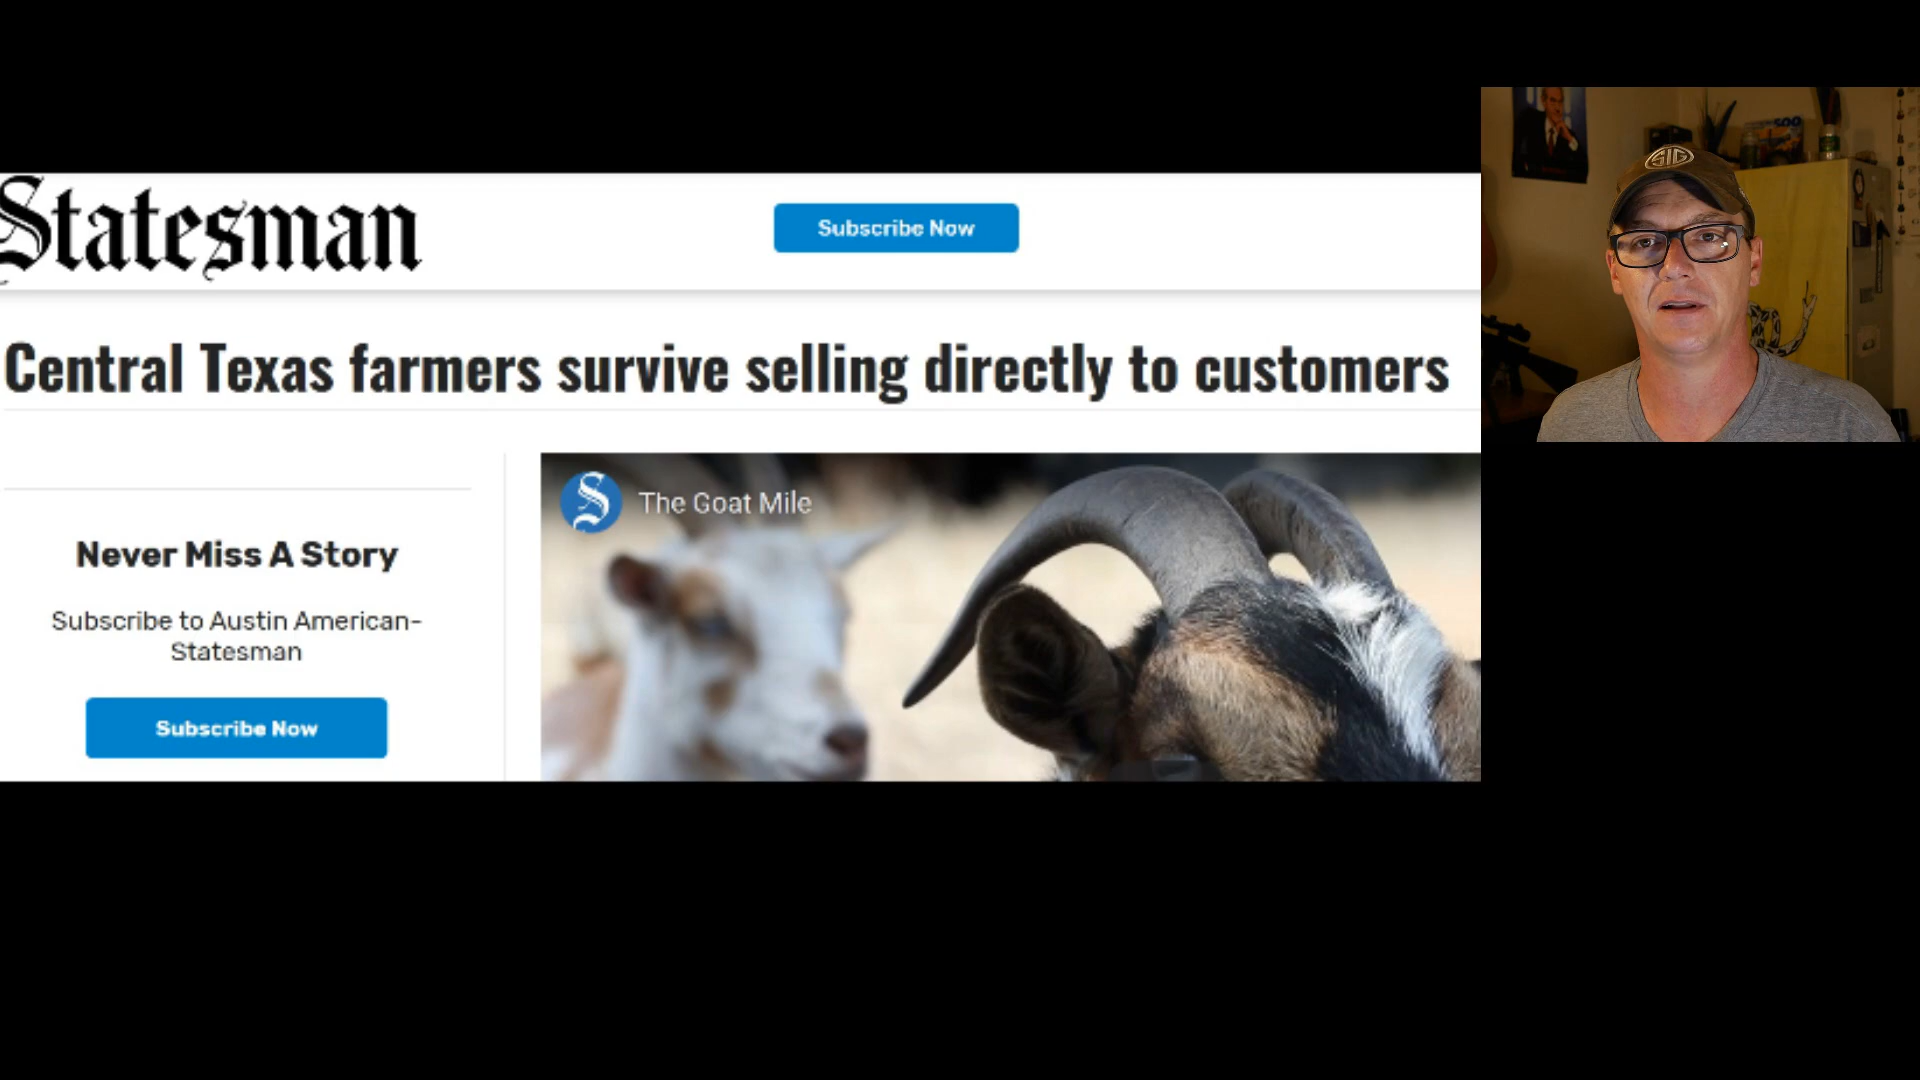 Statesman
Subscribe Now
Central Texas farmers survive selling directly to customers
Never Miss A Story
Subscribe to Austin American-
Statesman
Subscribe Now
The Goat Mile
SIG